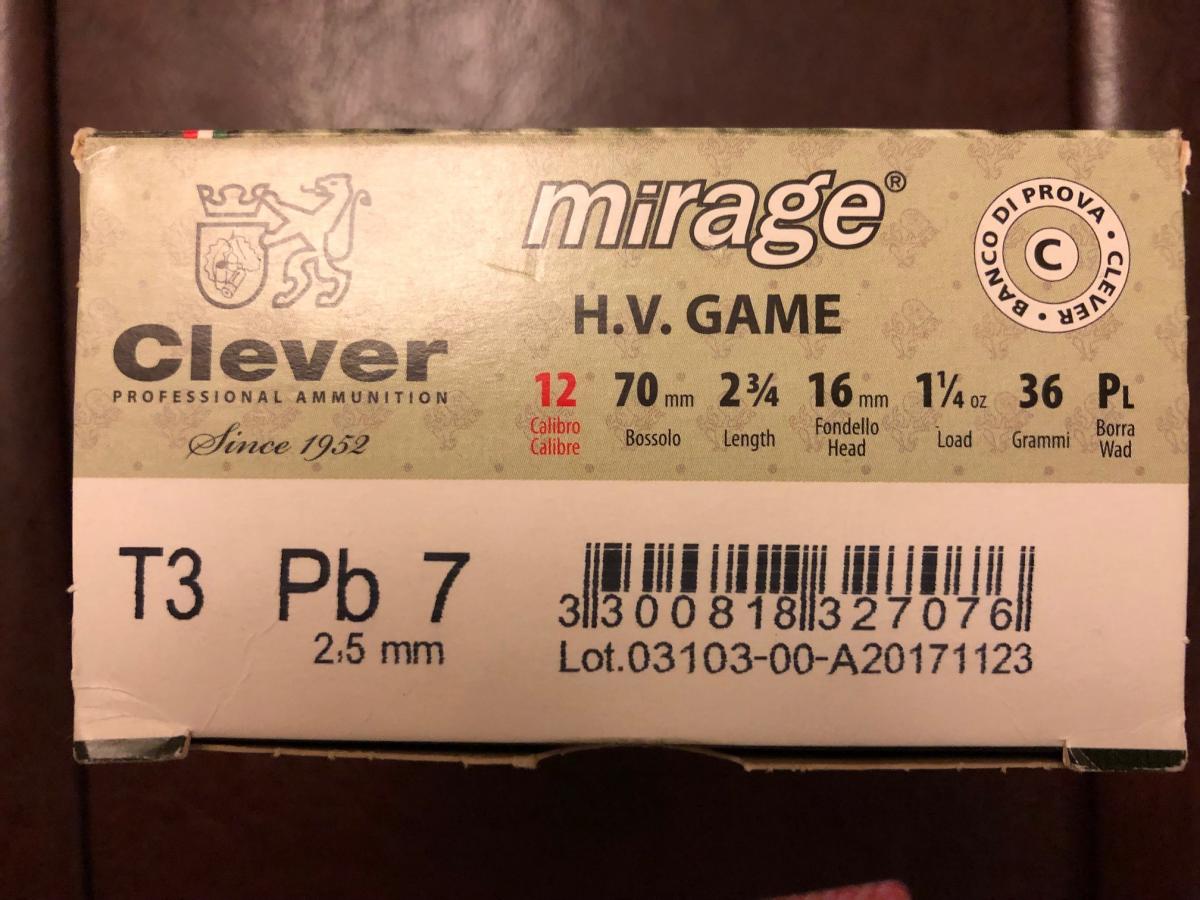 Clever
PROFESSIONAL AMMUNITION
Since 1952
mirage®
H.V. GAME
BANCO DI PROVA • CLEVER •
C
12 70 mm 2¾ 16 mm 1¼ oz 36 PL
Calibro Bossolo Length Fondello Load Grammi Borra
Calibre Head Wad
T3 Pb 7
2,5 mm
3 300818 327076
Lot.03103-00-A20171123